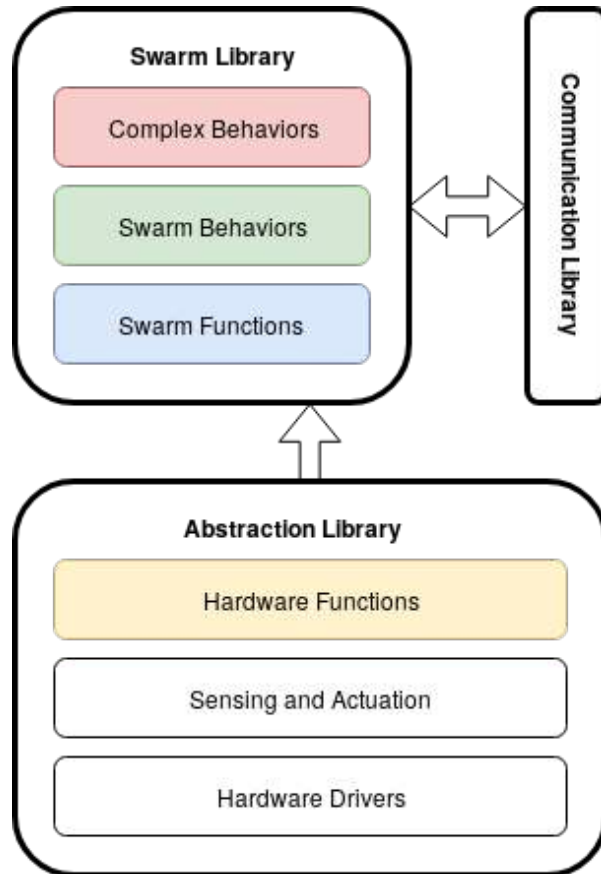 Swarm Library
Complex Behaviors
Swarm Behaviors
Swarm Functions
Communication Library
Abstraction Library
Hardware Functions
Sensing and Actuation
Hardware Drivers